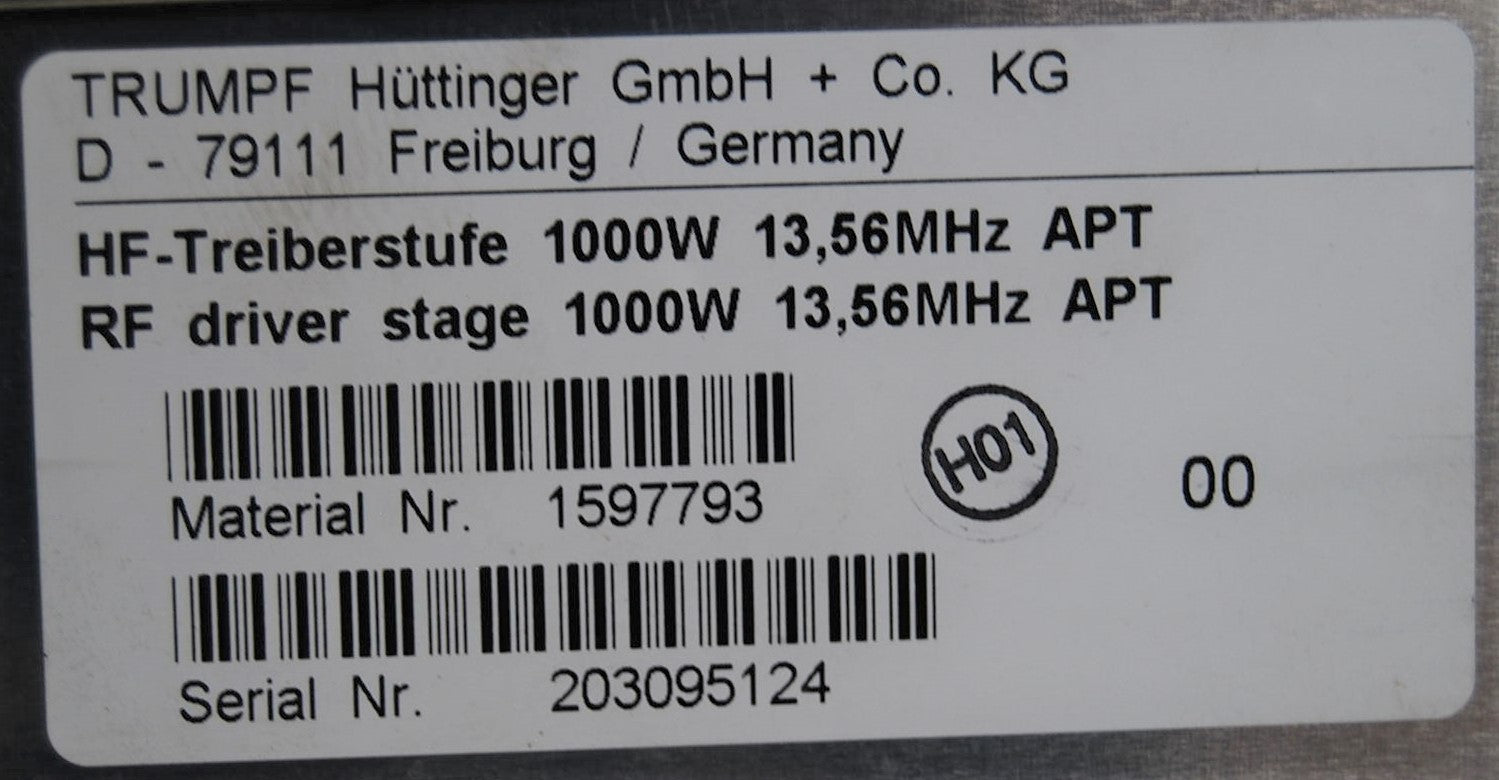 TRUMPF Hüttinger GmbH + Co. KG
D - 79111 Freiburg / Germany
HF-Treiberstufe 1000W 13,56MHz APT
RF driver stage 1000W 13,56MHz APT
H01
00
Material Nr. 1597793
Serial Nr. 203095124